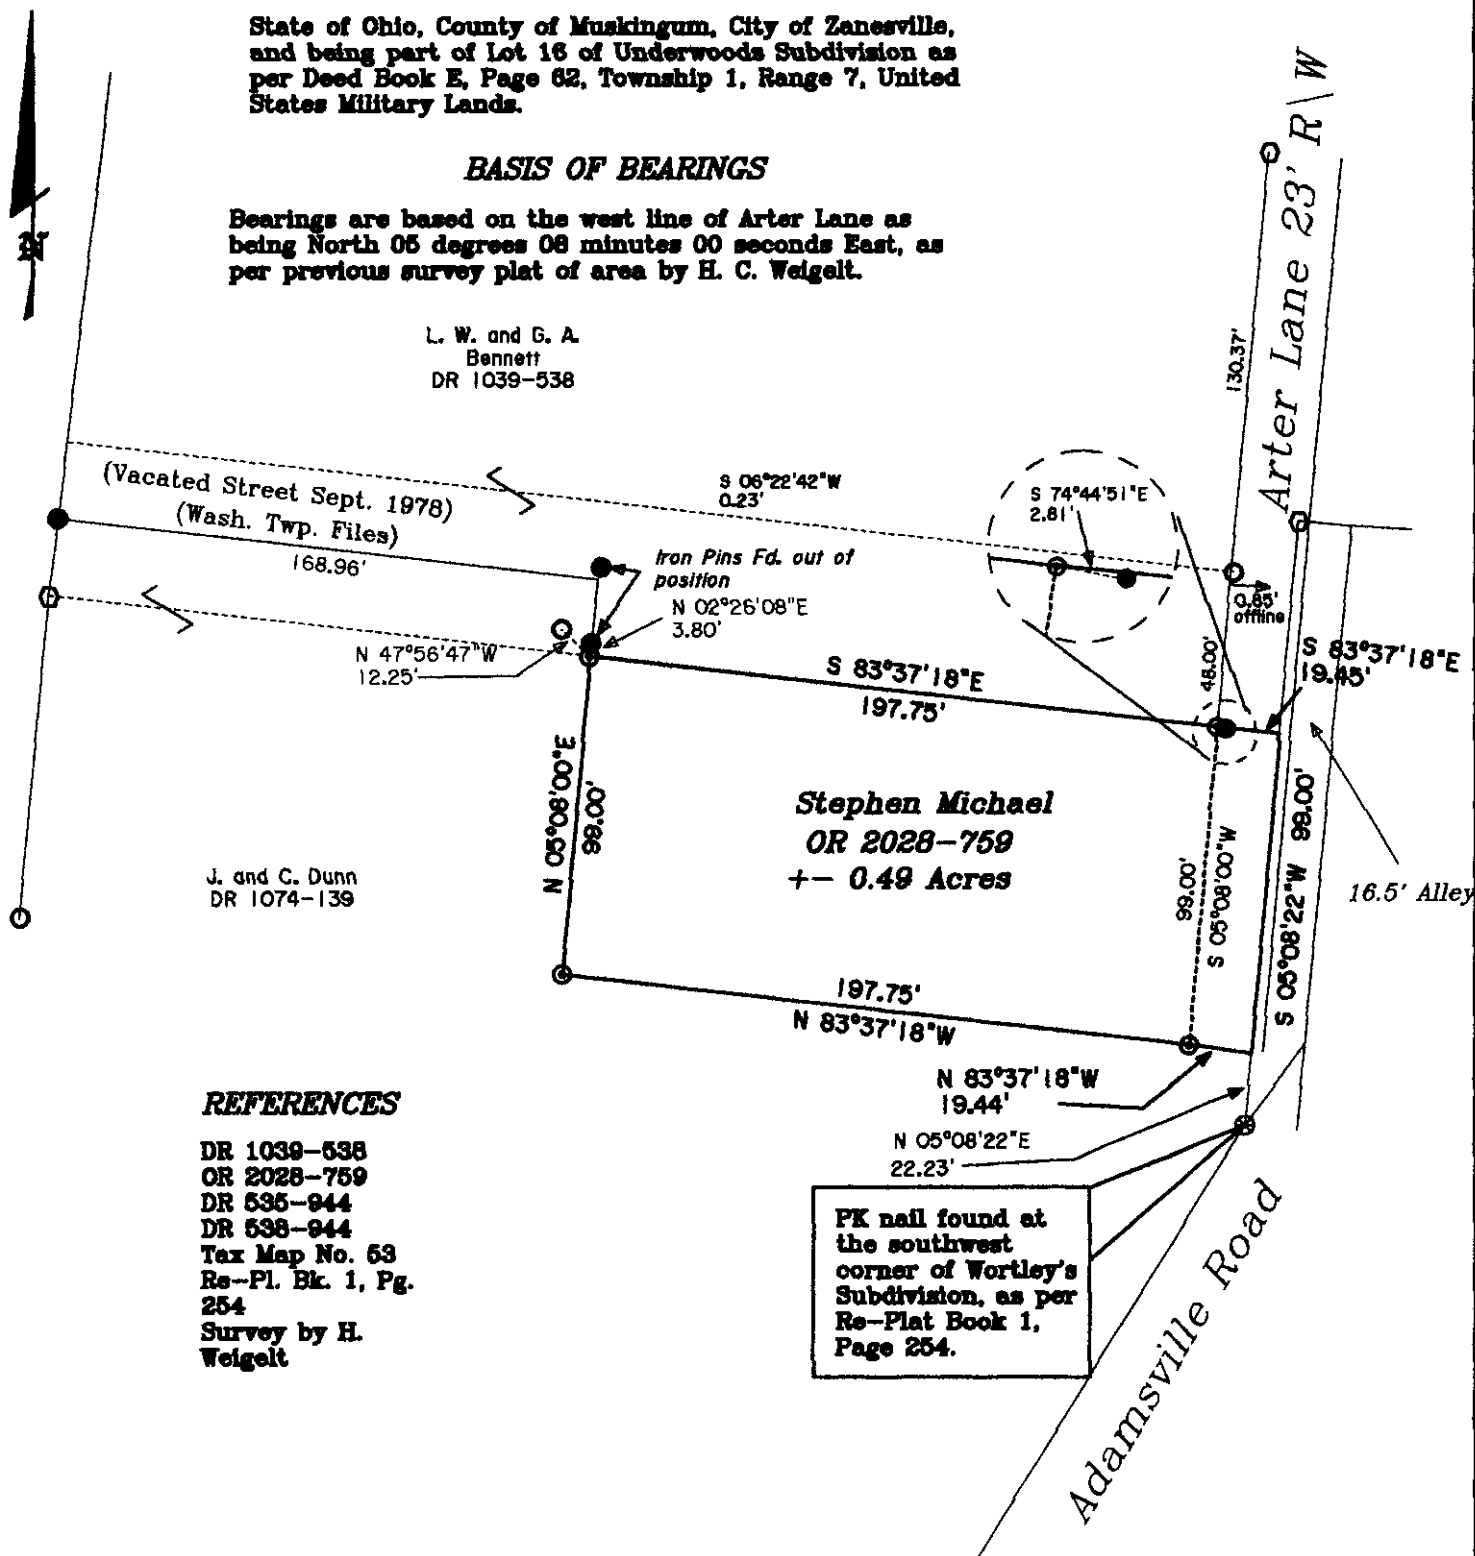 State of Ohio, County of Muskingum, City of Zanesville,
and being part of Lot 16 of Underwoods Subdivision as
per Deed Book E, Page 62, Township 1, Range 7, United
States Military Lands.
BASIS OF BEARINGS
Bearings are based on the west line of Arter Lane as
being North 05 degrees 08 minutes 00 seconds East, as
per previous survey plat of area by H. C. Weigelt.
N
L. W. and G. A.
Bennett
DR 1039-538
Arter Lane 23' R\W
130.37'
(Vacated Street Sept. 1978)
(Wash. Twp. Files)
168.96'
S 06°22'42"W
0.23'
S 74°44'51"E
2.81'
Iron Pins Fd. out of
position
N 02°26'08"E
3.80'
0.85'
offline
N 47°56'47"W
12.25'
S 83°37'18"E
197.75'
48.00'
S 83°37'18"E
19.45'
N 05°08'00"E
99.00'
Stephen Michael
OR 2028-759
+- 0.49 Acres
99.00'
S 05°08'00"W
S 05°08'22"W 99.00'
16.5' Alley
J. and C. Dunn
DR 1074-139
197.75'
N 83°37'18"W
N 83°37'18"W
19.44'
N 05°08'22"E
22.23'
REFERENCES
DR 1039-538
OR 2028-759
DR 535-944
DR 538-944
Tax Map No. 53
Re-Pl. Bk. 1, Pg.
254
Survey by H.
Weigelt
PK nail found at
the southwest
corner of Wortley's
Subdivision, as per
Re-Plat Book 1,
Page 254.
Adamsville Road